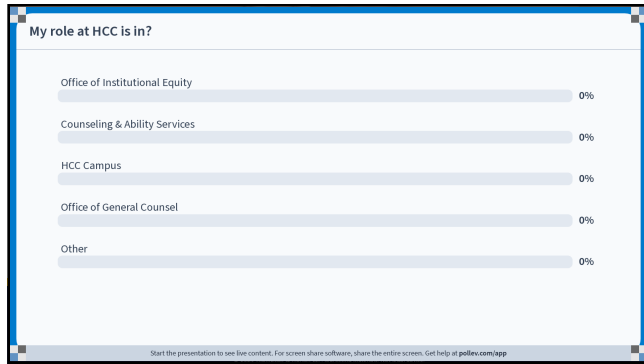 My role at HCC is in?
Office of Institutional Equity
0%
Counseling & Ability Services
0%
HCC Campus
0%
Office of General Counsel
0%
Other
0%
Start the presentation to see live content. For screen share software, share the entire screen. Get help at pollev.com/app